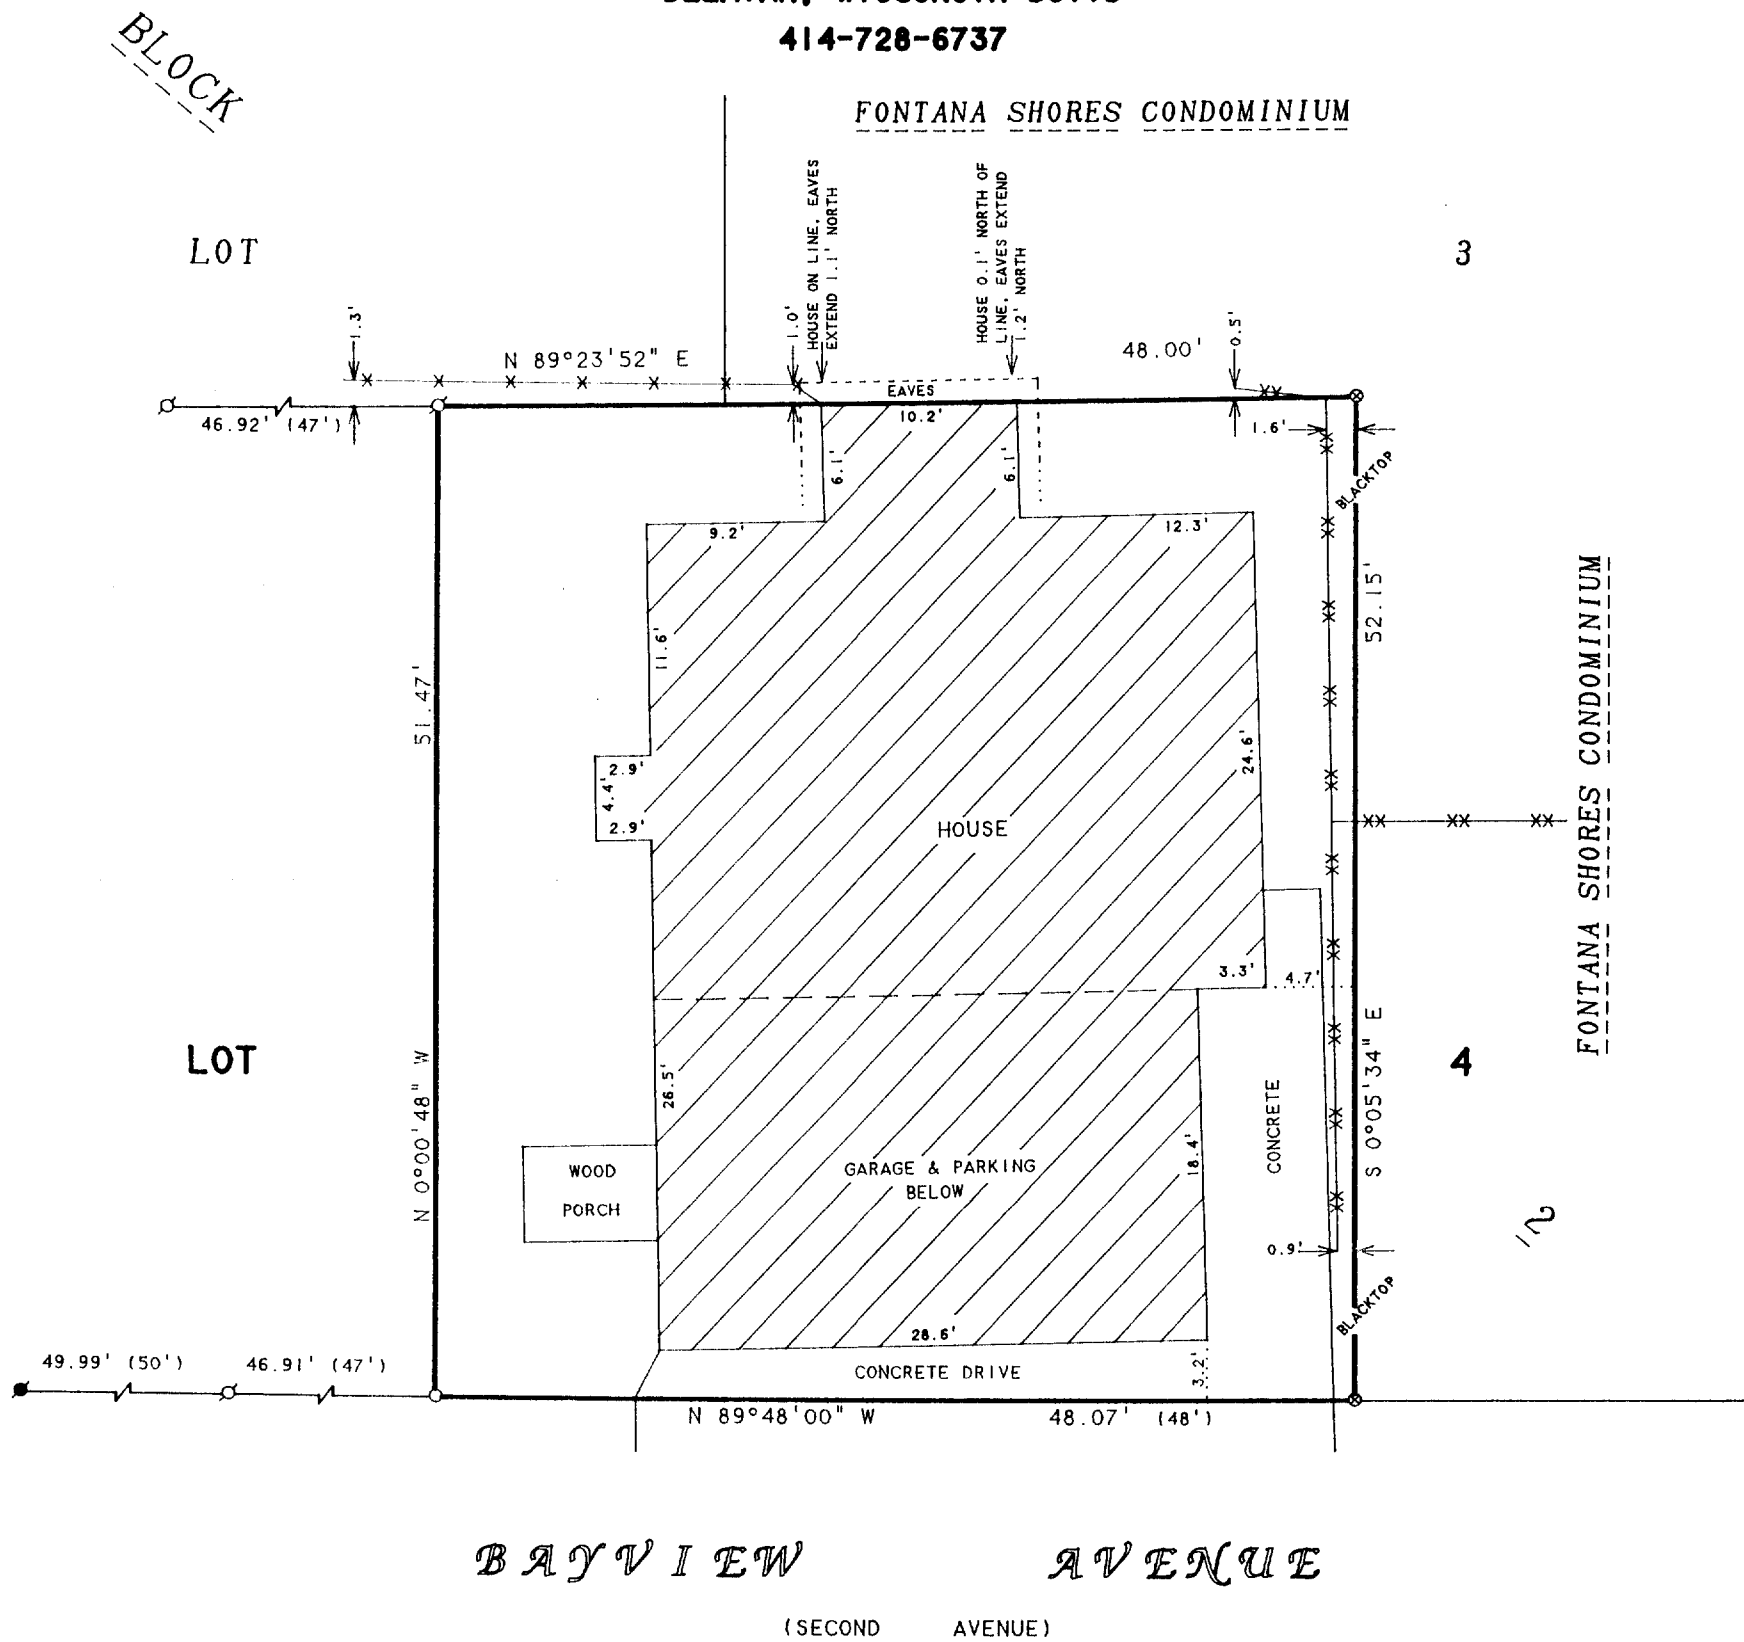 414-728-6737
BLOCK
FONTANA SHORES CONDOMINIUM
LOT
3
HOUSE ON LINE, EAVES
EXTEND 1.1' NORTH
HOUSE 0.1' NORTH OF
LINE, EAVES EXTEND
1.2' NORTH
1.3'
1.0'
0.5'
N 89°23'52" E
48.00'
EAVES
46.92' (47')
10.2'
1.6'
6.1'
6.1'
BLACKTOP
9.2'
12.3'
52.15'
FONTANA SHORES CONDOMINIUM
11.6'
51.47'
24.6'
2.9'
4.4'
2.9'
HOUSE
3.3'
4.7'
LOT
4
N 0°00'48" W
26.5'
CONCRETE
S 0°05'34" E
18.4'
WOOD
PORCH
GARAGE & PARKING
BELOW
12
0.9'
BLACKTOP
28.6'
49.99' (50')
46.91' (47')
CONCRETE DRIVE
3.2'
N 89°48'00" W
48.07' (48')
BAYVIEW AVENUE
(SECOND AVENUE)